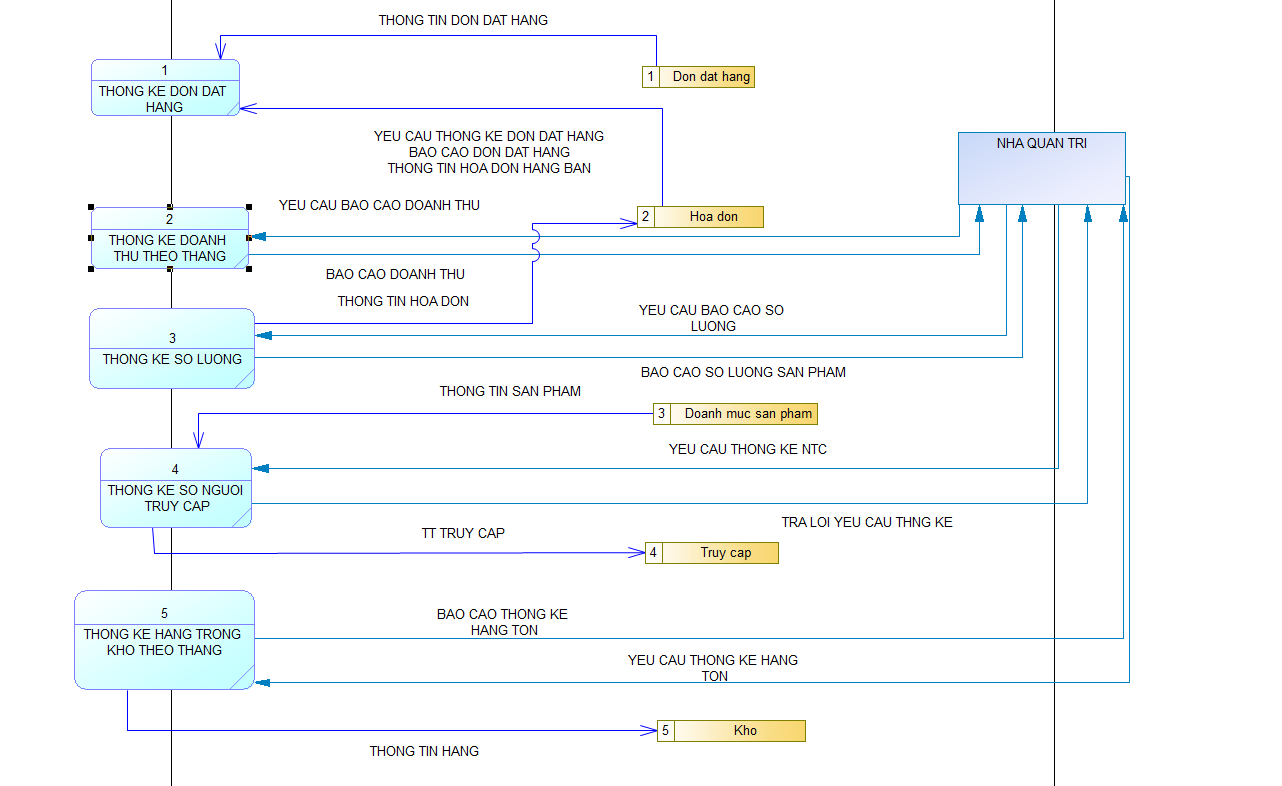 THONG TIN DON DAT HANG
1
THONG KE DON DAT
HANG
1
Don dat hang
YEU CAU THONG KE DON DAT HANG
BAO CAO DON DAT HANG
THONG TIN HOA DON HANG BAN
NHA QUAN TRI
YEU CAU BAO CAO DOANH THU
2
THONG KE DOANH
THU THEO THANG
2
Hoa don
BAO CAO DOANH THU
THONG TIN HOA DON
3
THONG KE SO LUONG
YEU CAU BAO CAO SO
LUONG
BAO CAO SO LUONG SAN PHAM
THONG TIN SAN PHAM
3
Doanh muc san pham
YEU CAU THONG KE NTC
4
THONG KE SO NGUOI
TRUY CAP
TRA LOI YEU CAU THNG KE
TT TRUY CAP
4
Truy cap
5
THONG KE HANG TRONG
KHO THEO THANG
BAO CAO THONG KE
HANG TON
YEU CAU THONG KE HANG
TON
5
Kho
THONG TIN HANG